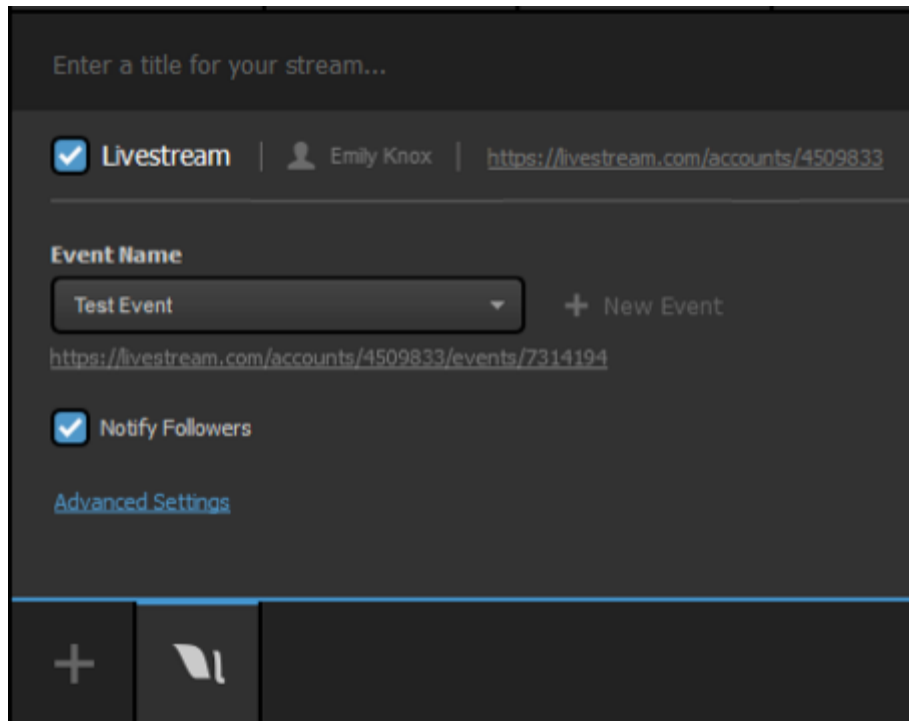 Enter a title for your stream...
Livestream | Emily Knox | https://livestream.com/accounts/4509833
Event Name
Test Event + New Event
https://livestream.com/accounts/4509833/events/7314194
Notify Followers
Advanced Settings